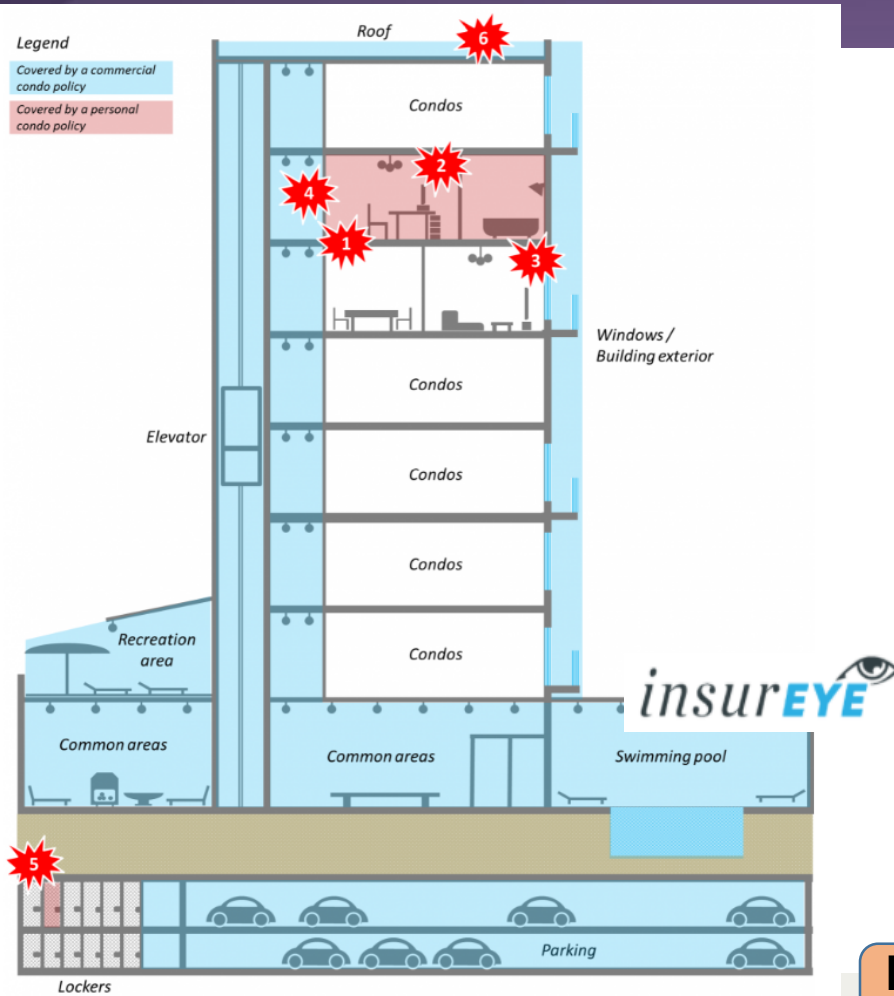 Legend
Covered by a commercial
condo policy
Covered by a personal
condo policy
Roof
6
Condos
2
4
1
3
Windows /
Building exterior
Condos
Elevator
Condos
Condos
Recreation
area
Condos
insurEYE
Common areas
Common areas
Swimming pool
5
Parking
Lockers